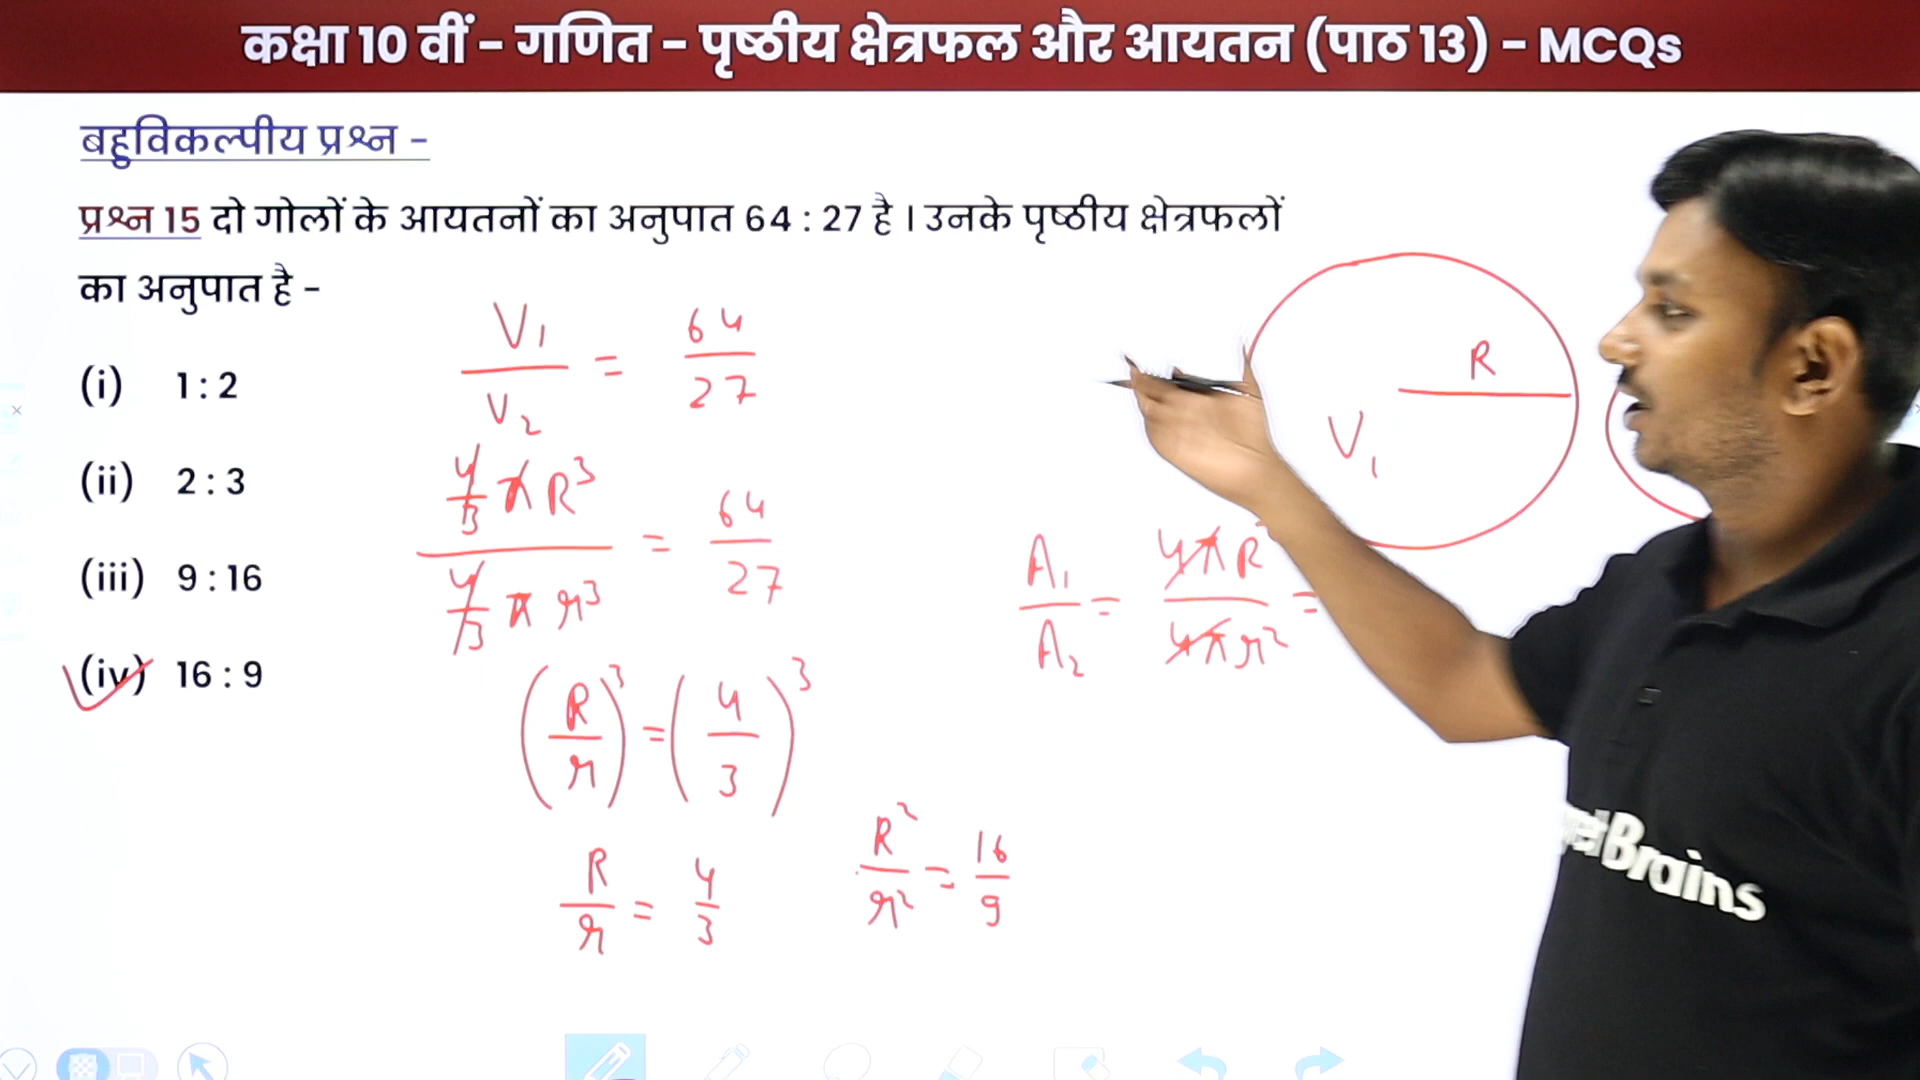 कक्षा 10 वीं – गणित – पृष्ठीय क्षेत्रफल और आयतन (पाठ 13) – MCQs
बहुविकल्पीय प्रश्न –
प्रश्न 15 दो गोलों के आयतनों का अनुपात 64 : 27 है । उनके पृष्ठीय क्षेत्रफलों
का अनुपात है –
(i) 1 : 2
(ii) 2 : 3
(iii) 9 : 16
(iv) 16 : 9
V₁/V₂ = 64/27
4/3 π R³ / 4/3 π r³ = 64/27
(R/r)³ = (4/3)³
R/r = 4/3
R²/r² = 16/9
A₁/A₂ = 4πR / 4πr² =
R
V₁
Brains